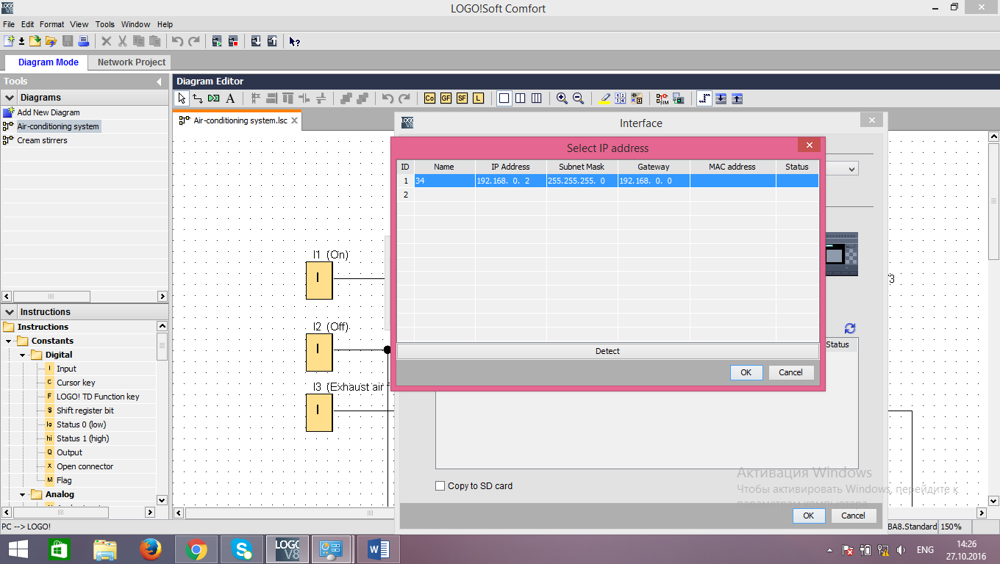 LOGO!Soft Comfort
File Edit Format View Tools Window Help
Diagram Mode Network Project
Tools
Diagrams
Add New Diagram
Air-conditioning system
Cream stirrers
Instructions
Instructions
Constants
Digital
I Input
C Cursor key
F LOGO! TD Function key
S Shift register bit
lo Status 0 (low)
hi Status 1 (high)
Q Output
X Open connector
M Flag
Analog
PC --> LOGO!
Diagram Editor
A Co GF SF L SIM
Air-conditioning system.lsc
I1 (On)
I
I2 (Off)
I
I3 (Exhaust air
I
Interface
Select IP address
ID Name IP Address Subnet Mask Gateway MAC address Status
1 34 192.168. 0. 2 255.255.255. 0 192.168. 0. 0
2
Detect
OK Cancel
Status
Copy to SD card
Активация Windows
Чтобы активировать Windows, перейдите к
параметрам компьютера.
OK Cancel
BA8.Standard 150%
LOGO V8
ENG
14:26
27.10.2016